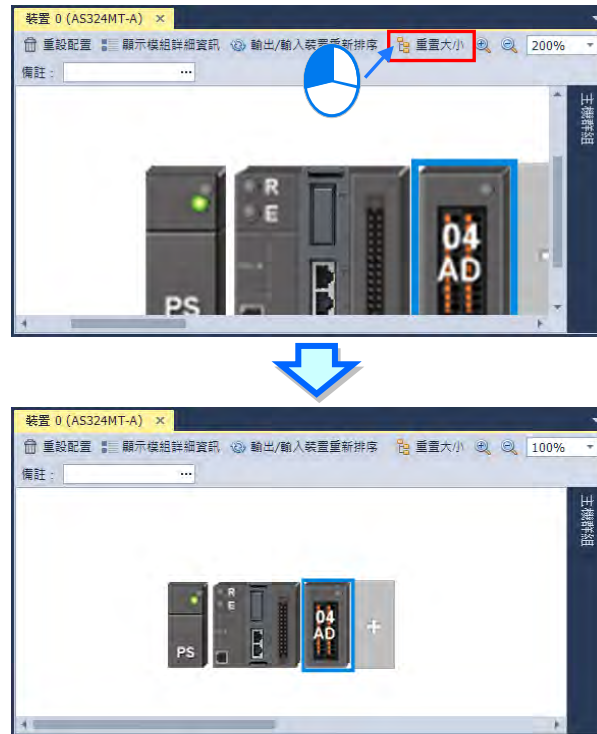 裝置 0 (AS324MT-A) ×
重設配置 顯示模組詳細資訊 輸出/輸入裝置重新排序 重置大小 200%
備註： ...
主機群組
R
E
04
AD
PS
裝置 0 (AS324MT-A) ×
重設配置 顯示模組詳細資訊 輸出/輸入裝置重新排序 重置大小 100%
備註： ...
主機群組
R
E
04
AD
+
PS